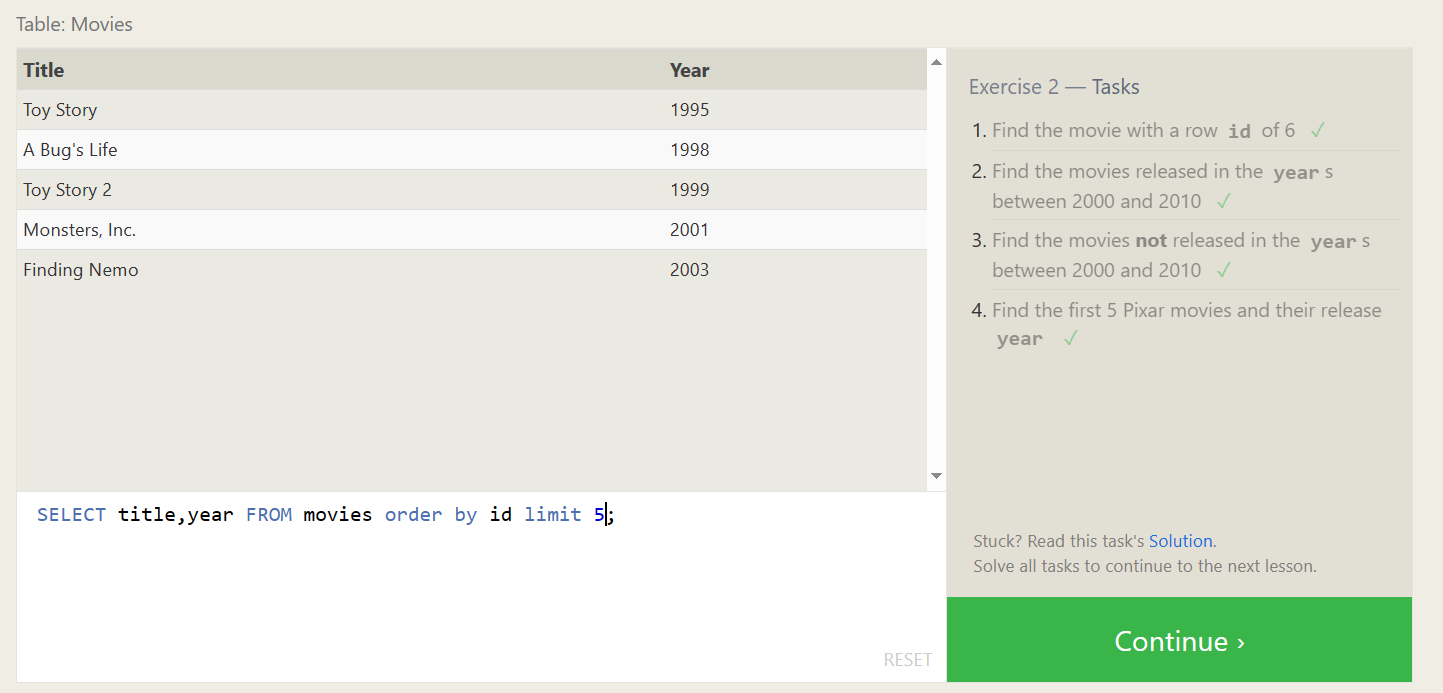 Table: Movies
Title Year
Toy Story 1995
A Bug's Life 1998
Toy Story 2 1999
Monsters, Inc. 2001
Finding Nemo 2003
SELECT title,year FROM movies order by id limit 5;
RESET
Exercise 2 — Tasks
1. Find the movie with a row id of 6 ✓
2. Find the movies released in the year s
between 2000 and 2010 ✓
3. Find the movies not released in the year s
between 2000 and 2010 ✓
4. Find the first 5 Pixar movies and their release
year ✓
Stuck? Read this task's Solution.
Solve all tasks to continue to the next lesson.
Continue ›